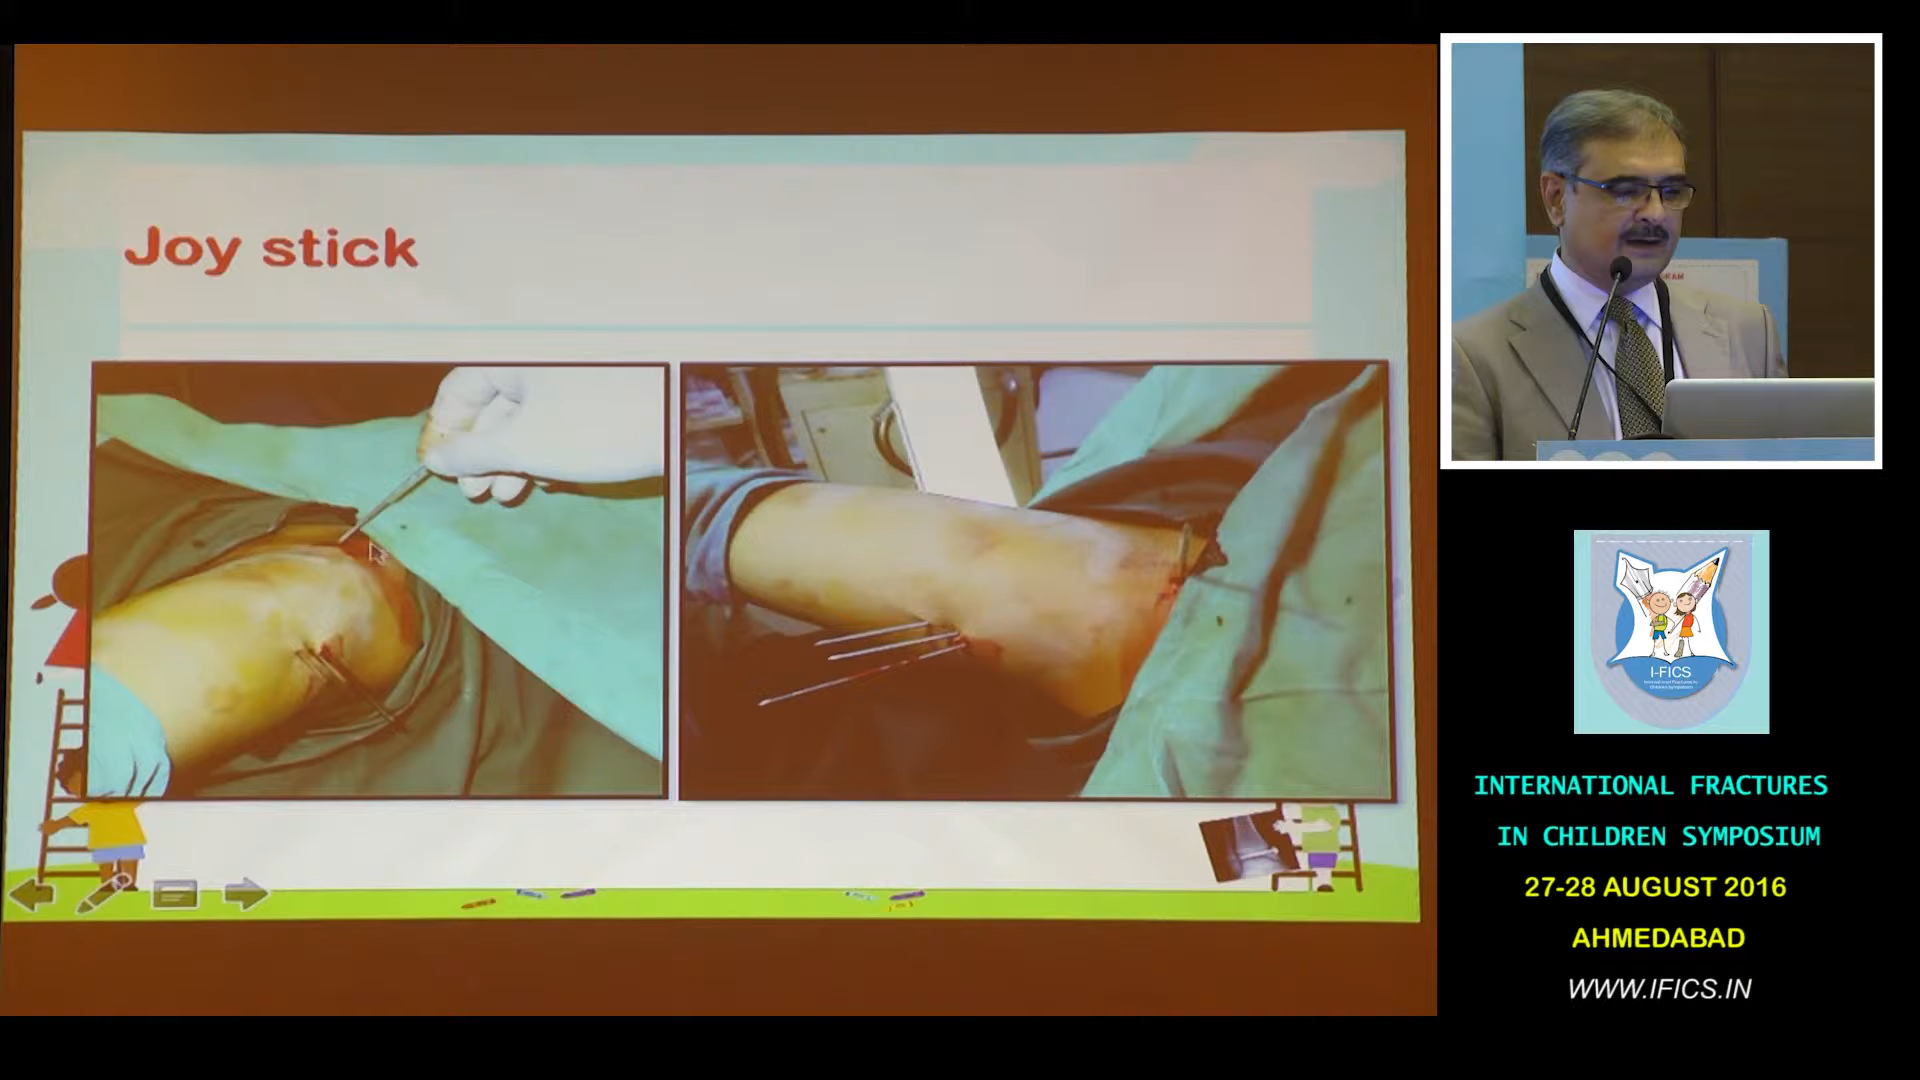 Joy stick
I-FICS
INTERNATIONAL FRACTURES
IN CHILDREN SYMPOSIUM
27-28 AUGUST 2016
AHMEDABAD
WWW.IFICS.IN